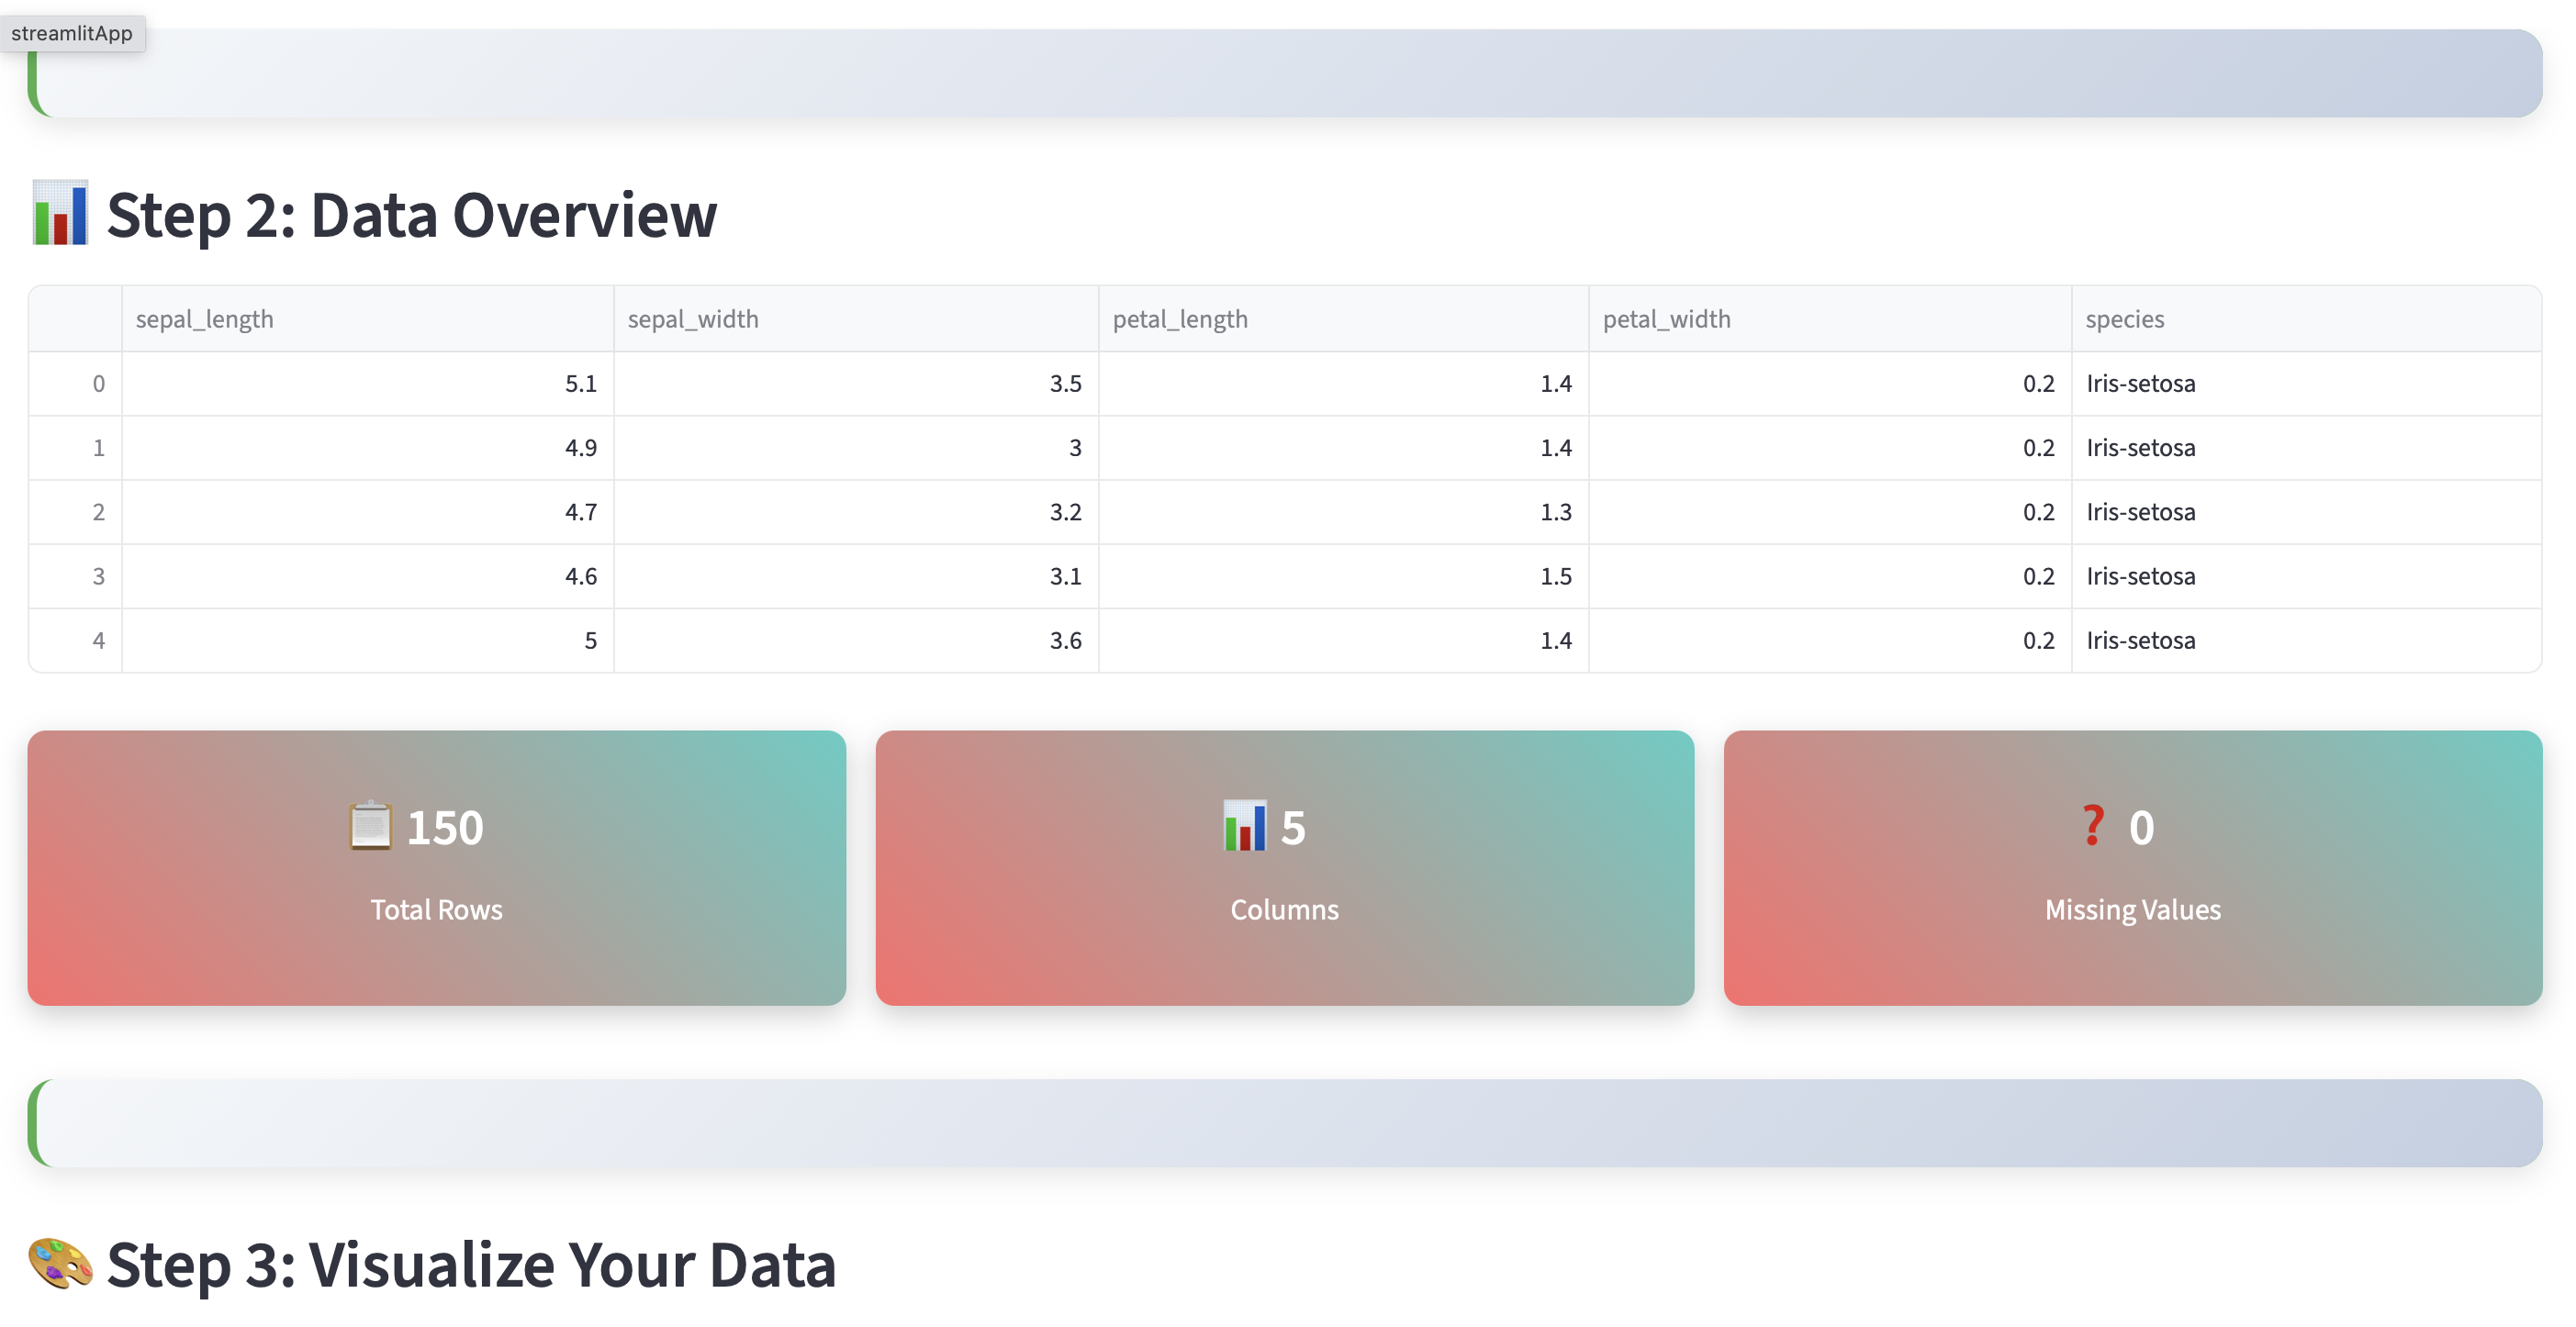 streamlitApp
📊 Step 2: Data Overview
sepal_length sepal_width petal_length petal_width species
0 5.1 3.5 1.4 0.2 Iris-setosa
1 4.9 3 1.4 0.2 Iris-setosa
2 4.7 3.2 1.3 0.2 Iris-setosa
3 4.6 3.1 1.5 0.2 Iris-setosa
4 5 3.6 1.4 0.2 Iris-setosa
📋 150
Total Rows
📊 5
Columns
❓ 0
Missing Values
🎨 Step 3: Visualize Your Data